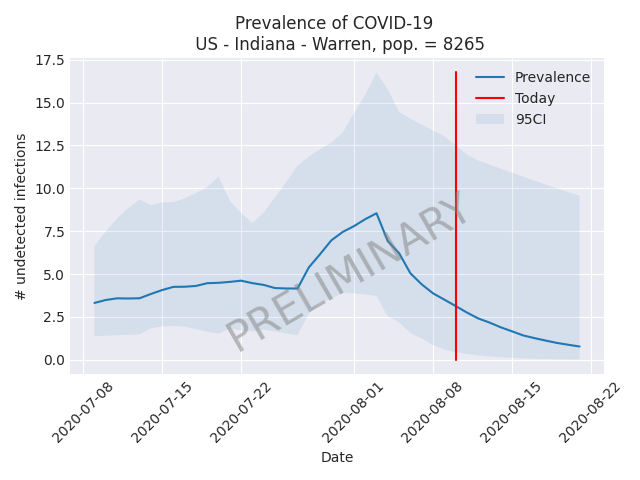 Prevalence of COVID-19
US - Indiana - Warren, pop. = 8265
# undetected infections
17.5
15.0
12.5
10.0
7.5
5.0
2.5
0.0
Prevalence
Today
95CI
PRELIMINARY
2020-07-08
2020-07-15
2020-07-22
2020-08-01
2020-08-08
2020-08-15
2020-08-22
Date